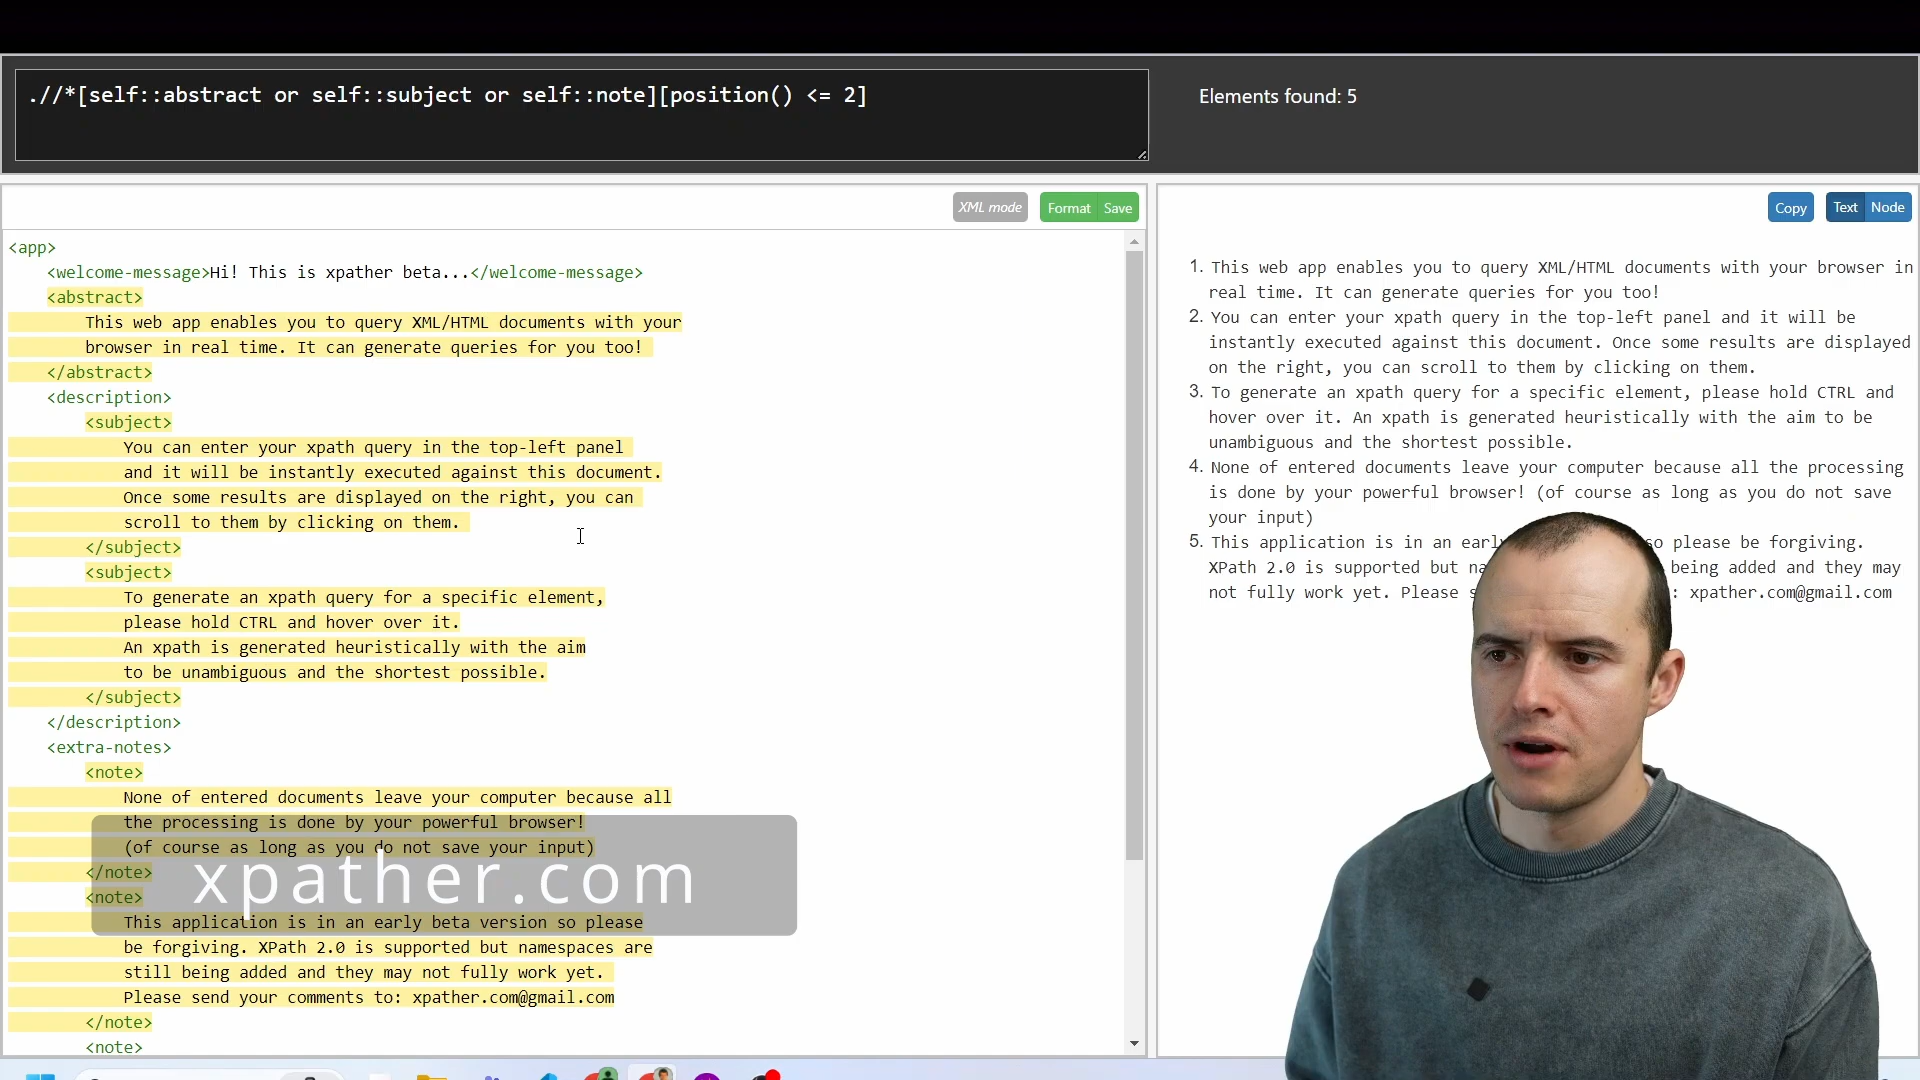 .//*[self::abstract or self::subject or self::note][position() <= 2]
Elements found: 5
XML mode
Format
Save
Copy
Text
Node
<app>
<welcome-message>Hi! This is xpather beta...</welcome-message>
<abstract>
This web app enables you to query XML/HTML documents with your
browser in real time. It can generate queries for you too!
</abstract>
<description>
<subject>
You can enter your xpath query in the top-left panel
and it will be instantly executed against this document.
Once some results are displayed on the right, you can
scroll to them by clicking on them.
</subject>
<subject>
To generate an xpath query for a specific element,
please hold CTRL and hover over it.
An xpath is generated heuristically with the aim
to be unambiguous and the shortest possible.
</subject>
</description>
<extra-notes>
<note>
None of entered documents leave your computer because all
the processing is done by your powerful browser!
(of course as long as you do not save your input)
</note>
<note>
This application is in an early beta version so please
be forgiving. XPath 2.0 is supported but namespaces are
still being added and they may not fully work yet.
Please send your comments to: xpather.com@gmail.com
</note>
<note>
xpather.com
1. This web app enables you to query XML/HTML documents with your browser in
real time. It can generate queries for you too!
2. You can enter your xpath query in the top-left panel and it will be
instantly executed against this document. Once some results are displayed
on the right, you can scroll to them by clicking on them.
3. To generate an xpath query for a specific element, please hold CTRL and
hover over it. An xpath is generated heuristically with the aim to be
unambiguous and the shortest possible.
4. None of entered documents leave your computer because all the processing
is done by your powerful browser! (of course as long as you do not save
your input)
5. This application is in an early so please be forgiving.
XPath 2.0 is supported but being added and they may
not fully work yet. Please : xpather.com@gmail.com